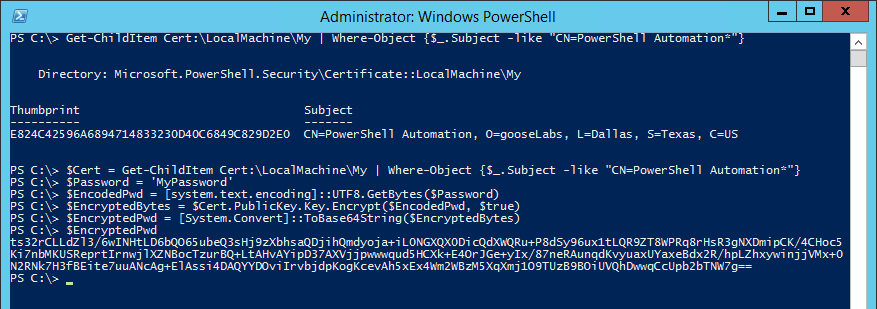 Administrator: Windows PowerShell
PS C:\> Get-ChildItem Cert:\LocalMachine\My | Where-Object {$_.Subject -like "CN=PowerShell Automation*"}
Directory: Microsoft.PowerShell.Security\Certificate::LocalMachine\My
Thumbprint Subject
---------- -------
E824C42596A6894714833230D40C6849C829D2E0 CN=PowerShell Automation, O=gooseLabs, L=Dallas, S=Texas, C=US
PS C:\> $Cert = Get-ChildItem Cert:\LocalMachine\My | Where-Object {$_.Subject -like "CN=PowerShell Automation*"}
PS C:\> $Password = 'MyPassword'
PS C:\> $EncodedPwd = [system.text.encoding]::UTF8.GetBytes($Password)
PS C:\> $EncryptedBytes = $Cert.PublicKey.Key.Encrypt($EncodedPwd, $true)
PS C:\> $EncryptedPwd = [System.Convert]::ToBase64String($EncryptedBytes)
PS C:\> $EncryptedPwd
ts32rCLLdZl3/6wINHtLD6bQO65ubeQ3sHj9zXbhsaQDjihQmdyoja+iLONGXQXODicQdXWQRu+P8dSy96ux1tLQR9ZT8WPRq8rHsR3gNXDmipCK/4CHoc5
Ki7nbMKUSReprtIrnwjlXZNBocTzurBQ+LtAHvAYipD37AXVjjpwwwqud5HCXk+E4OrJGe+yIx/87neRAunqdKvyuaxUYaxeBdx2R/hpLZhxywinjjVMx+O
N2RNk7H3fBEite7uuANcAg+ElAssi4DAQYYDOviIrvbjdpKogKcevAh5xEx4Wm2WBzM5XqXmj1O9TUzB9BOiUVQhDwwqCcUpb2bTNW7g==
PS C:\>